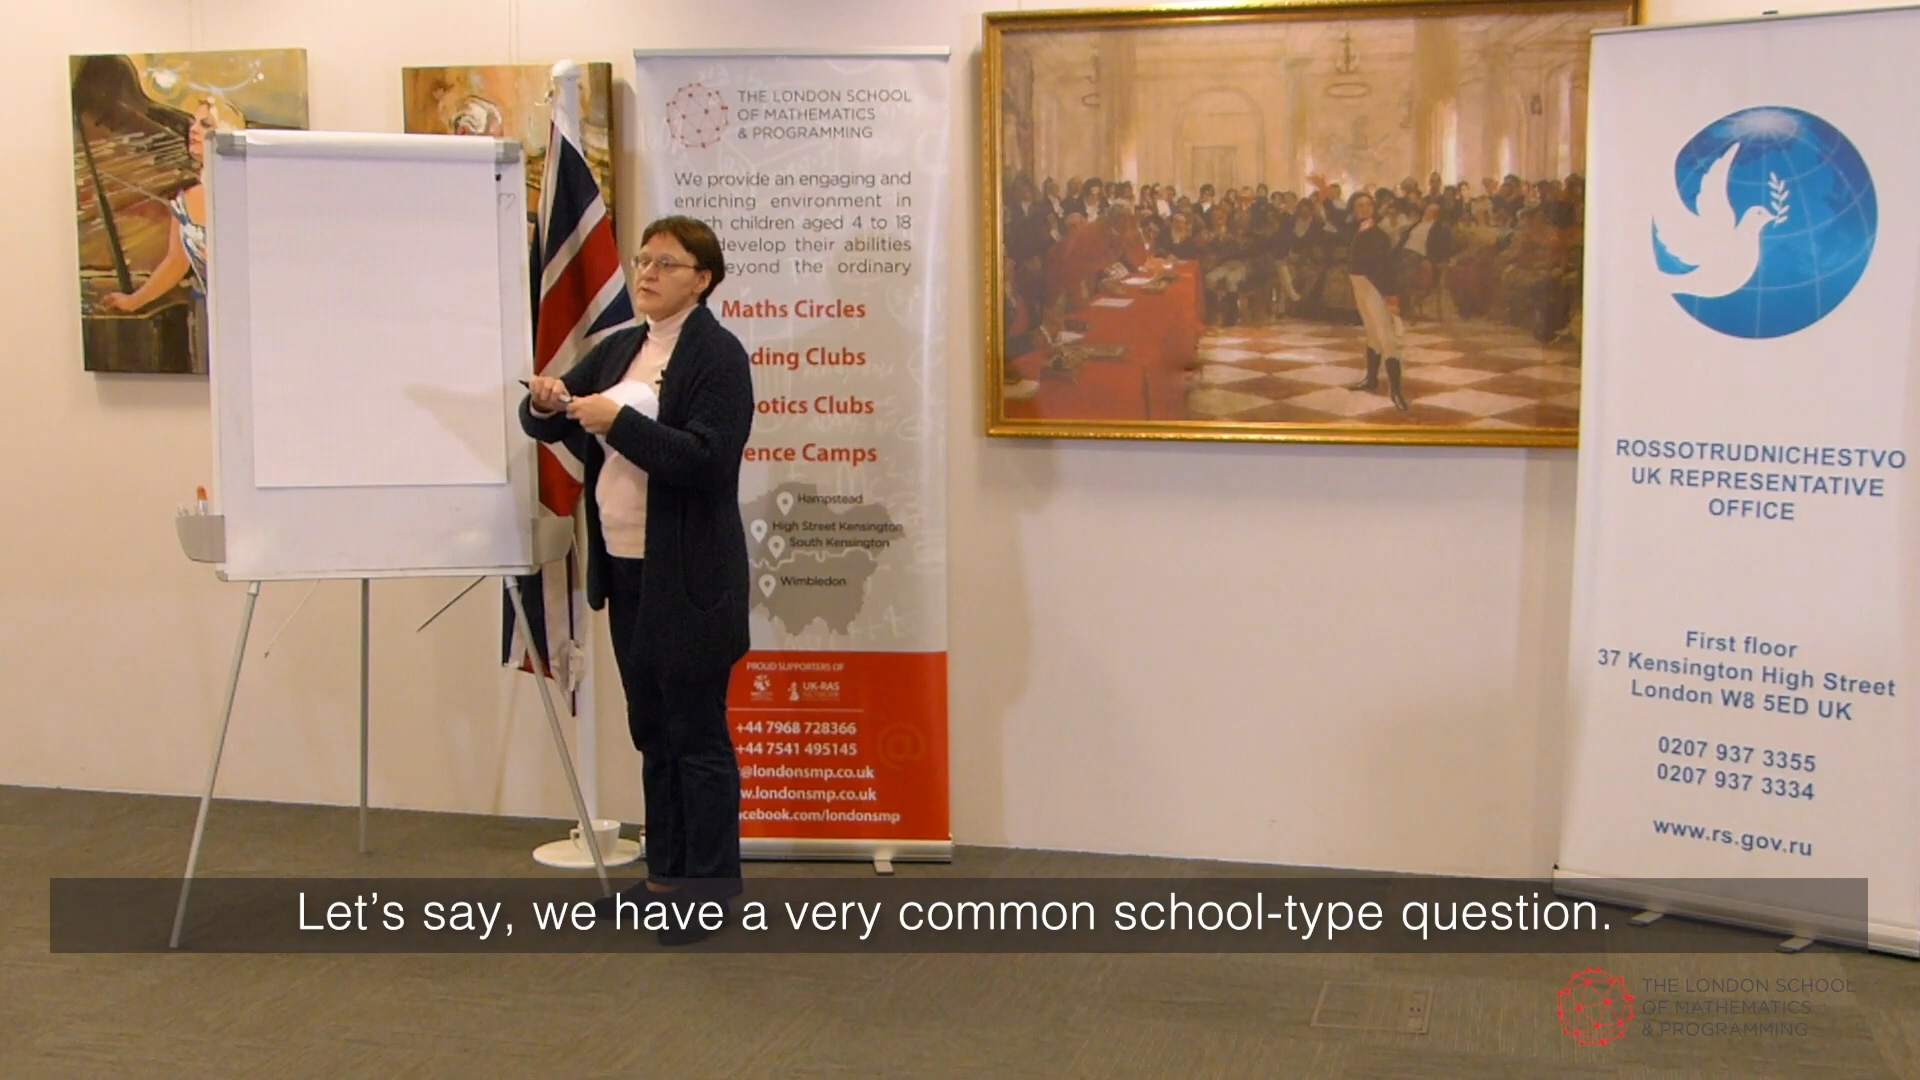 THE LONDON SCHOOL
OF MATHEMATICS
& PROGRAMMING
We provide an engaging and
enriching environment in
children aged 4 to 18
develop their abilities
the ordinary
Maths Circles
Clubs
Clubs
Camps
Hampstead
High Street Kensington
South Kensington
Wimbledon
PROUD SUPPORTERS OF
UK-RAS
+44 7968 728366
+44 7541 495145
@londonsmp.co.uk
w.londonsmp.co.uk
cebook.com/londonsmp
ROSSOTRUDNICHESTVO
UK REPRESENTATIVE
OFFICE
First floor
37 Kensington High Street
London W8 5ED UK
0207 937 3355
0207 937 3334
www.rs.gov.ru
Let's say, we have a very common school-type question.
THE LONDON SCHOOL
OF MATHEMATICS
& PROGRAMMING